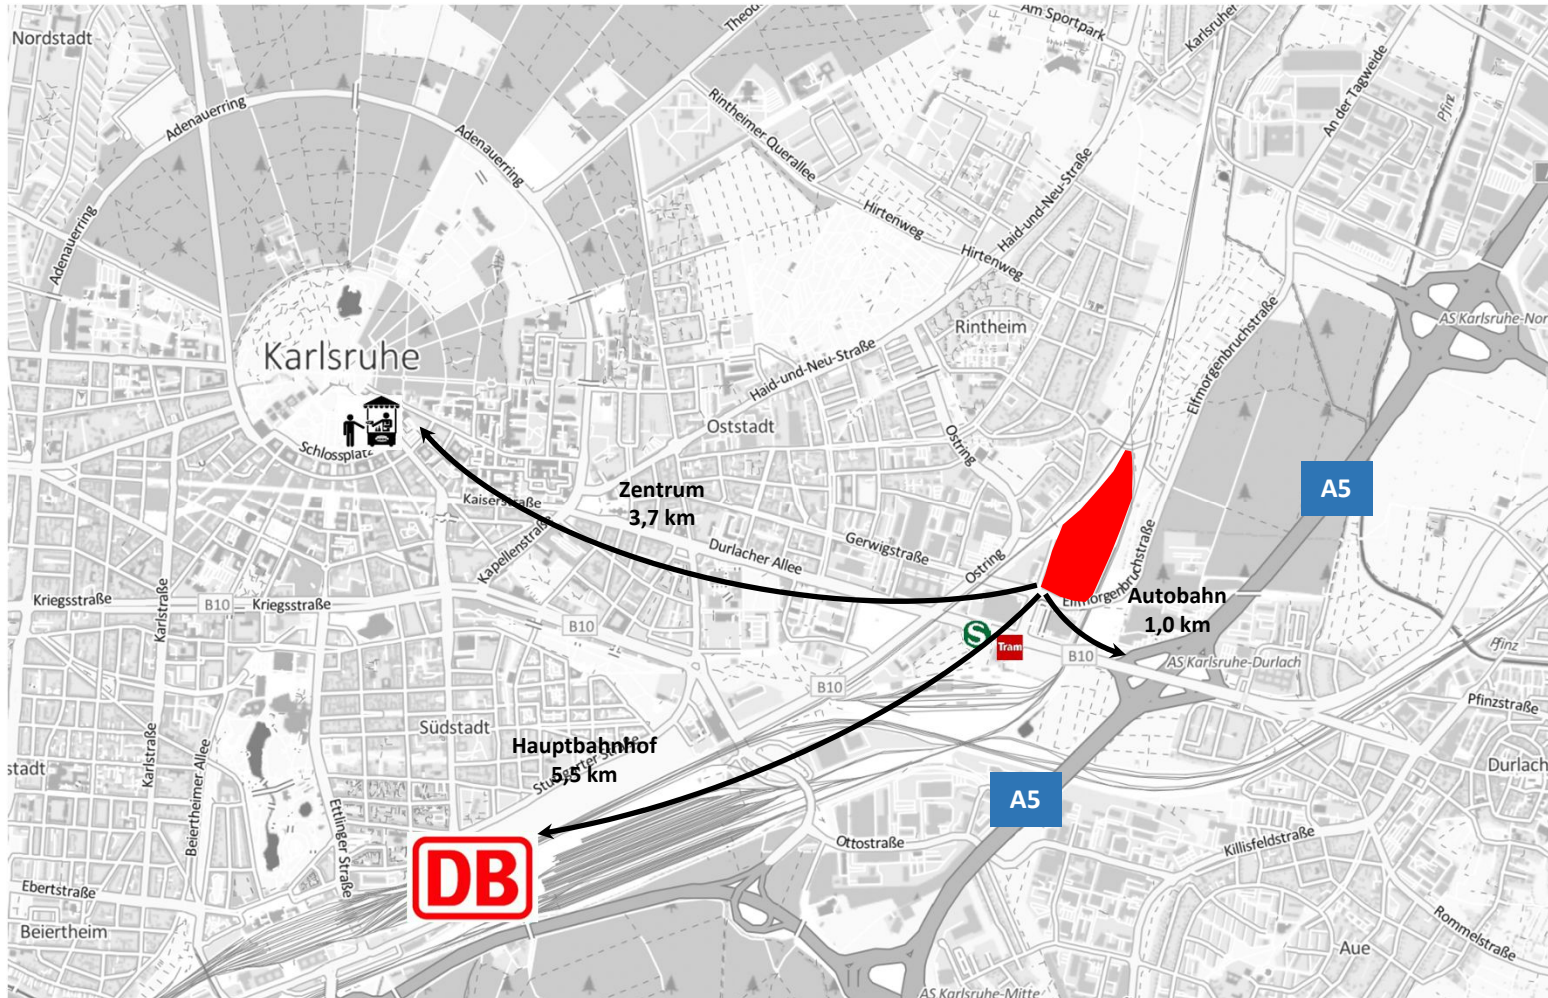 Nordstadt
Am Sportpark
Karlsruher
Adenauerring
Adenauerring
Adenauerring
Adenauerring
Rintheimer Querallee
An der Tagweide
Pfinz
Hirtenweg
Hirtenweg
Haid-und-Neu-Straße
Rintheim
Elfmorgenbruchstraße
Karlsruhe
Haid-und-Neu-Straße
Oststadt
Ostring
Schlossplatz
A5
Zentrum
3,7 km
Kaiserstraße
Kapellenstraße
Durlacher Allee
Gerwigstraße
Ostring
Elfmorgenbruchstraße
Elfmorgenbruchstraße
Autobahn
1,0 km
Kriegsstraße
B10
Kriegsstraße
Karlstraße
B10
S
Tram
B10
AS Karlsruhe-Durlach
Pfinz
B10
Pfinzstraße
Südstadt
Hauptbahnhof
5,5 km
Stuttgarter Straße
Karlstraße
Beiertheimer Allee
Ettlinger Straße
stadt
Durlach
A5
Ottostraße
Killisfeldstraße
DB
Ebertstraße
Beiertheim
Rommelstraße
Aue
AS Karlsruhe-Mitte